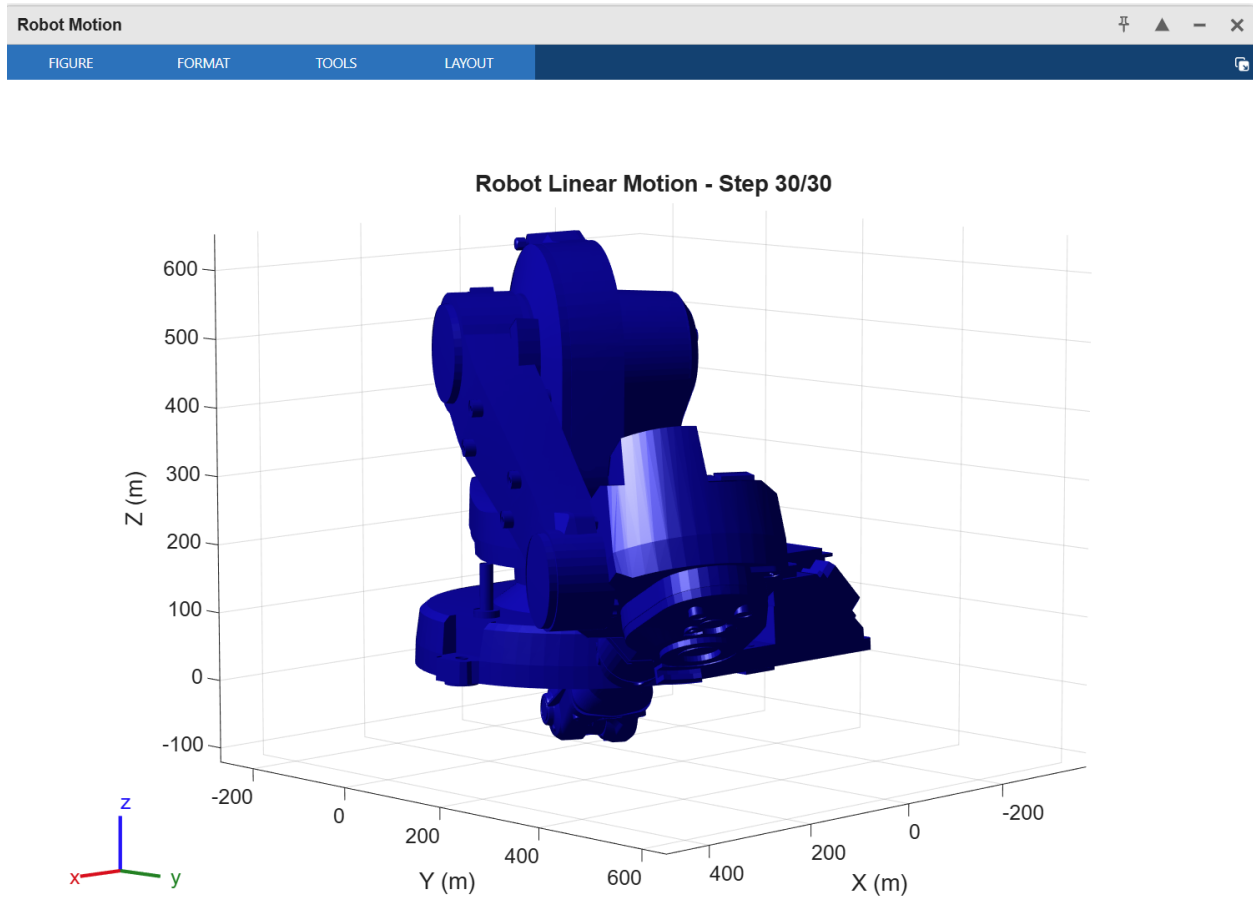 Robot Motion
FIGURE FORMAT TOOLS LAYOUT
Robot Linear Motion - Step 30/30
600
500
400
300
200
100
0
-100
Z (m)
-200
0
200
400
600
Y (m)
400
200
0
-200
X (m)
z
x
y